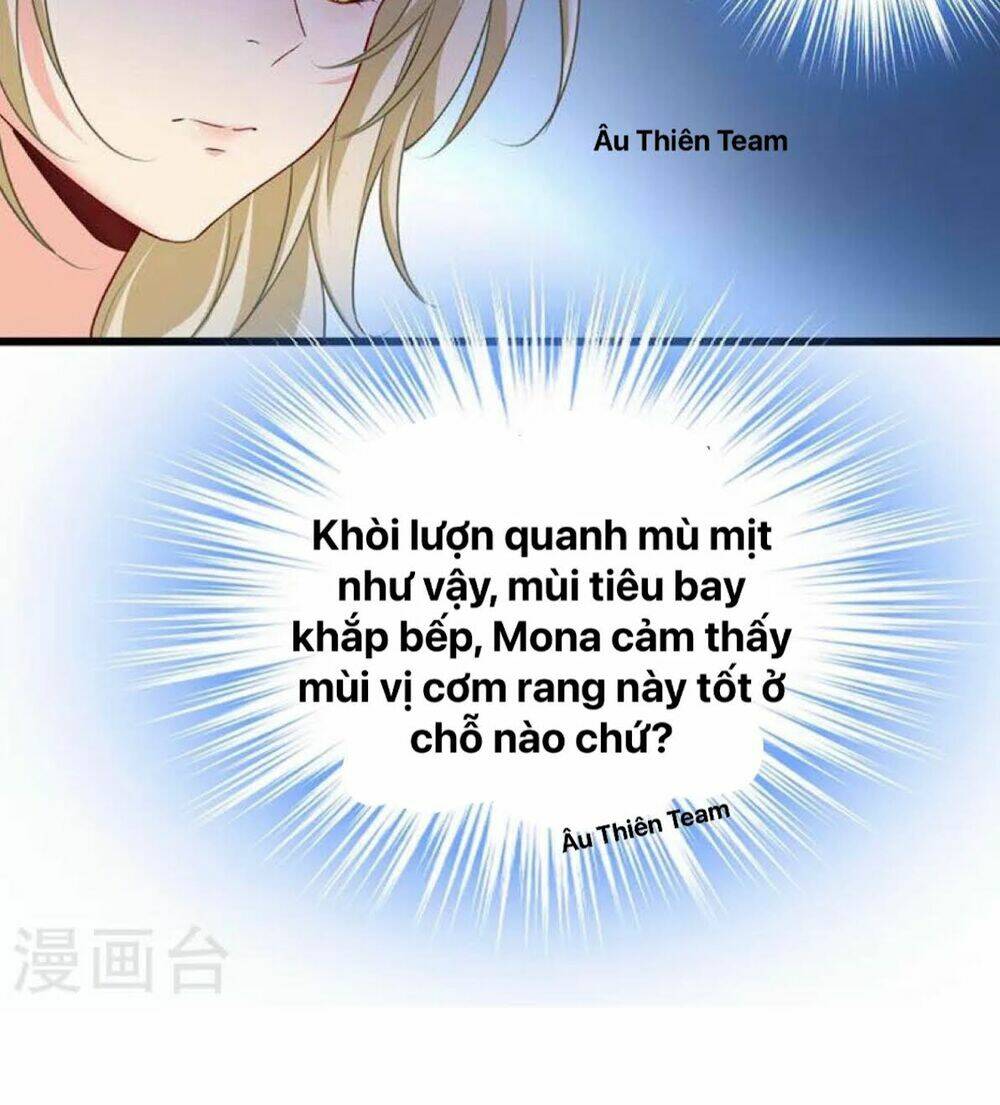 Âu Thiên Team
Khòi lượn quanh mù mịt
như vậy, mùi tiêu bay
khắp bếp, Mona cảm thấy
mùi vị cơm rang này tốt ở
chỗ nào chứ?
Âu Thiên Team
漫画台